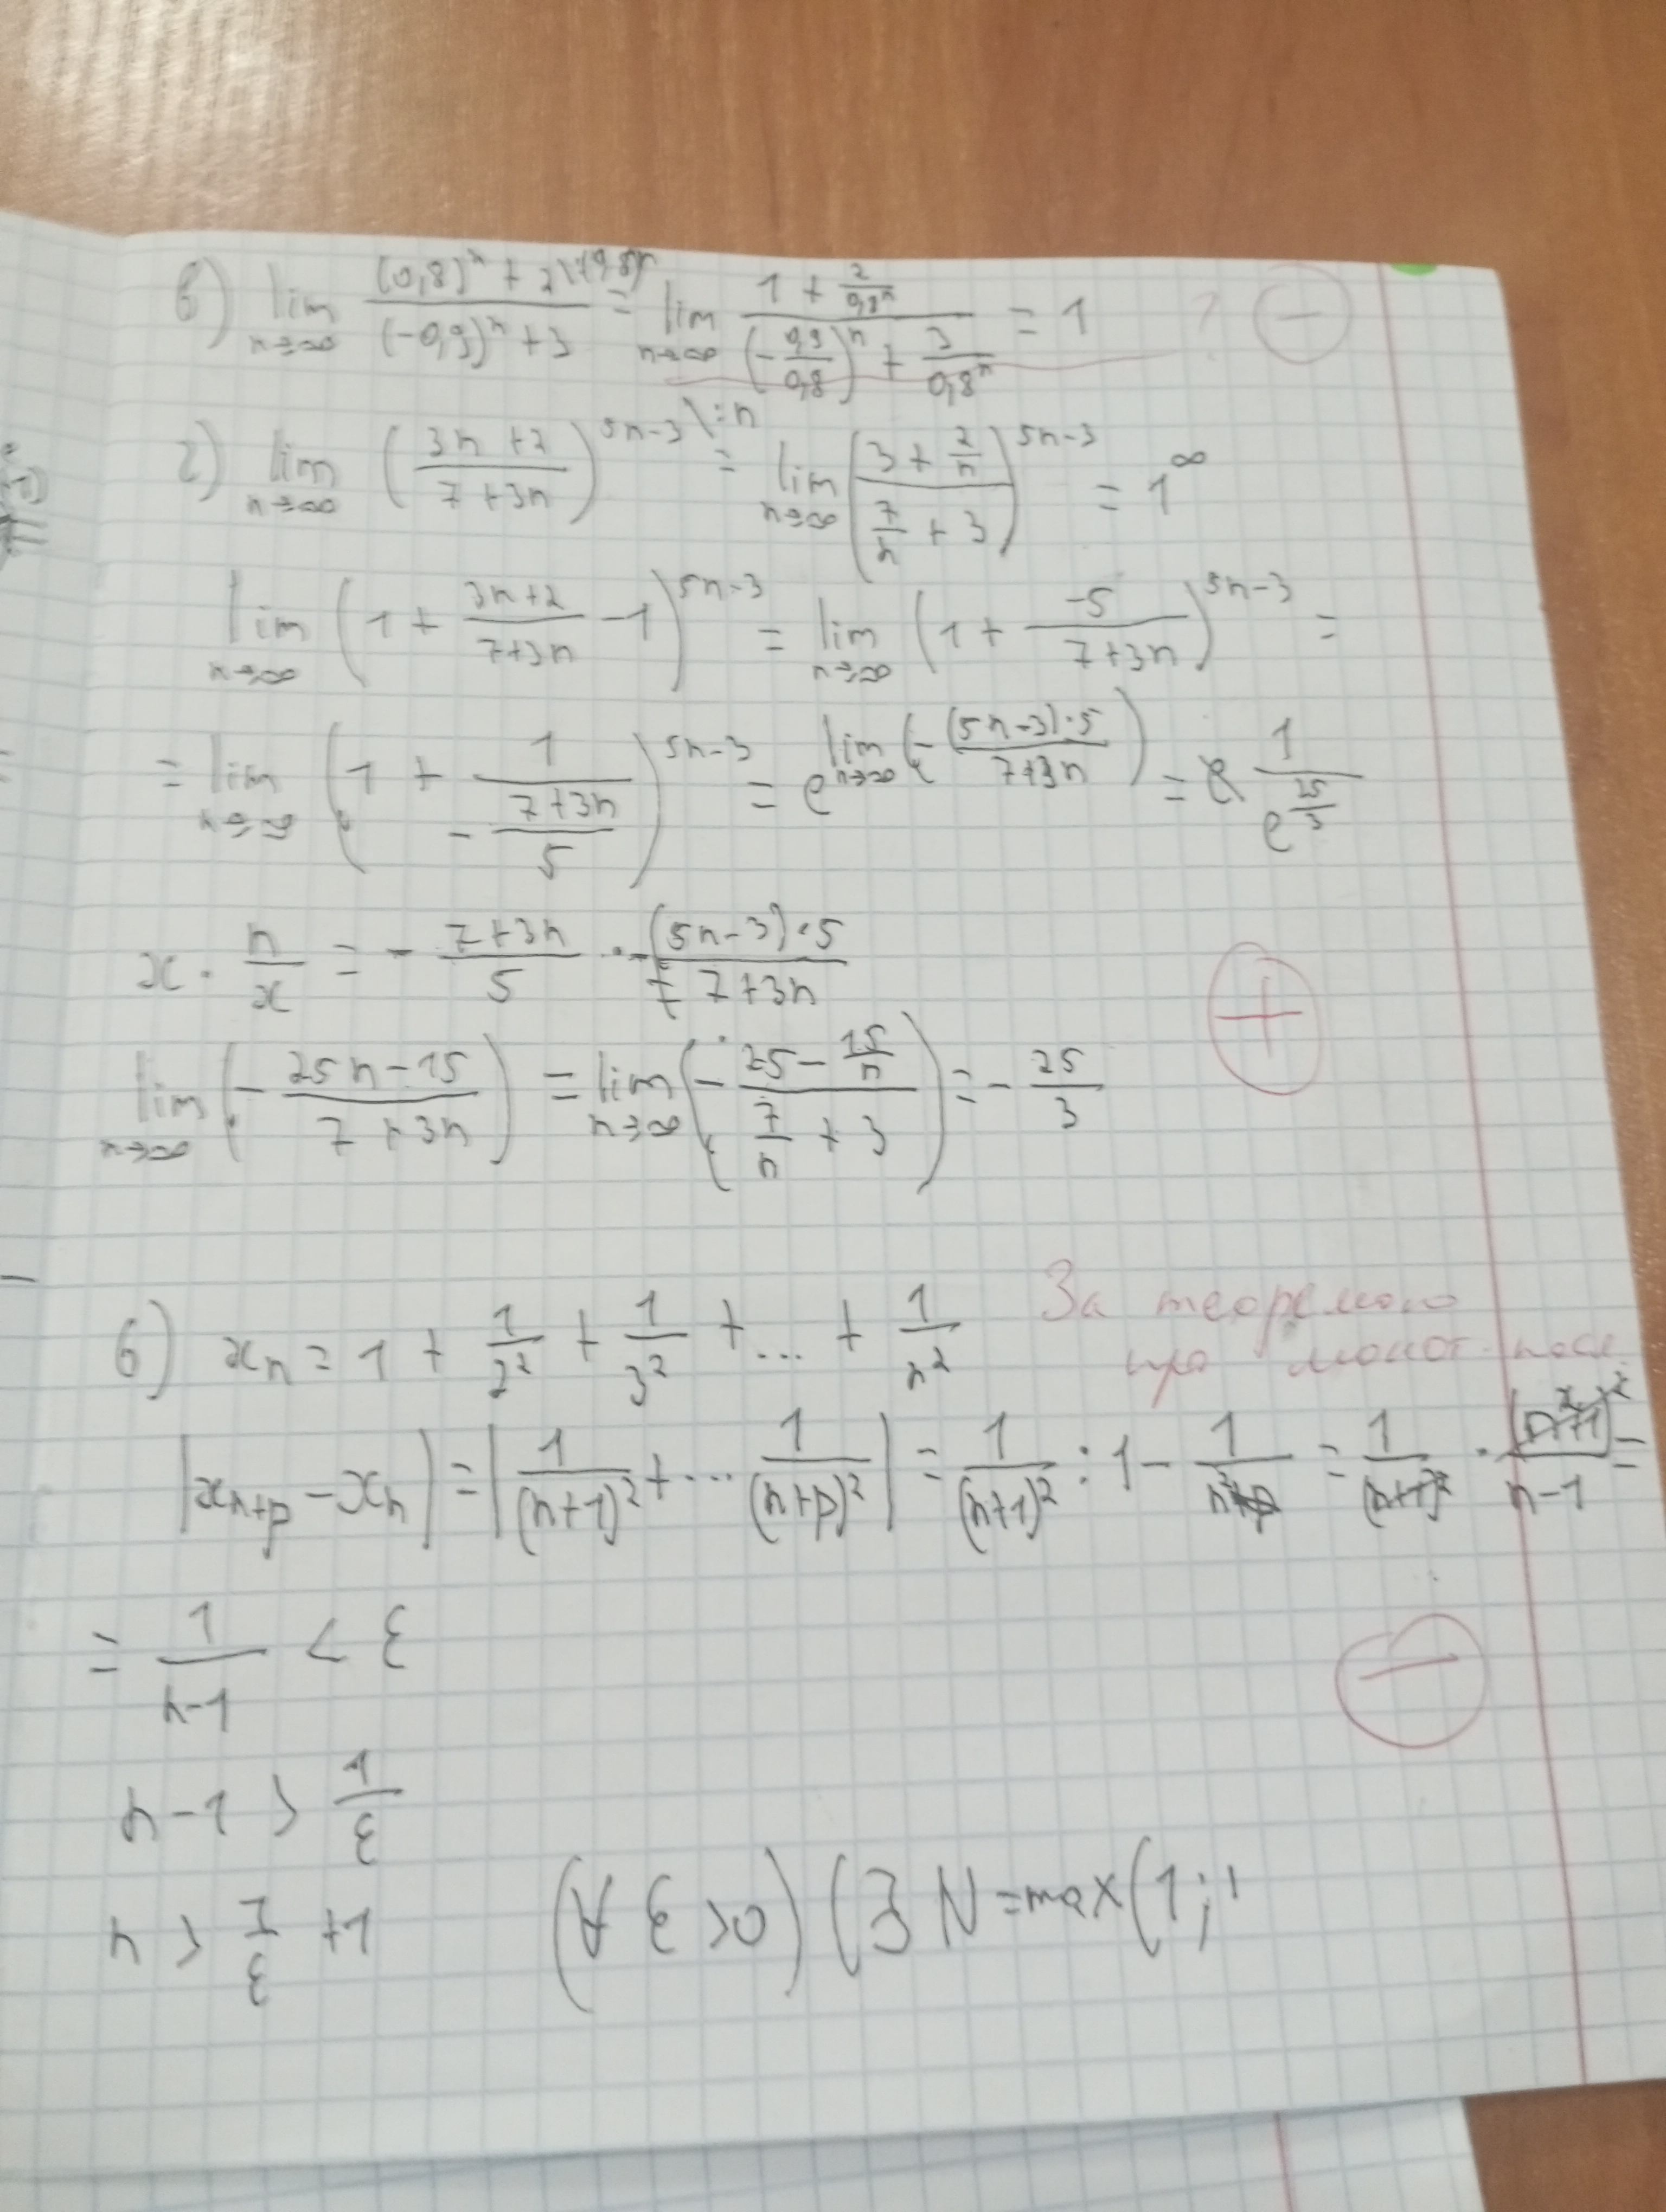 в) lim n→∞ ((0,8)^n + 2 \ :(0,8)^n) / ((-0,9)^n + 3) = lim n→∞ (1 + 2/0,8^n) / ((-0,9/0,8)^n + 3/0,8^n) = 1 ? ⊖
г) lim n→∞ ((3n+2)/(7+3n))^(5n-3) \ :n = lim n→∞ ((3 + 2/n)/(7/n + 3))^(5n-3) = 1^∞
lim n→∞ (1 + (3n+2)/(7+3n) - 1)^(5n-3) = lim n→∞ (1 + (-5)/(7+3n))^(5n-3) =
= lim n→∞ (1 + 1/(-(7+3n)/5))^(5n-3) = e^(lim n→∞ (-((5n-3)·5)/(7+3n))) = 1/e^(25/3)
x · n/x = - (7+3n)/5 · - ((5n-3)·5)/(7+3n)
⊕
lim n→∞ (- (25n-15)/(7+3n)) = lim n→∞ (- (25 - 15/n)/(7/n + 3)) = - 25/3
6) xn = 1 + 1/2² + 1/3² + ... + 1/n² За теоремою
про монот. посл.
|xn+p - xn| = |1/(n+1)² + ... 1/(n+p)²| = 1/(n+1)² : 1 - 1/n² = 1/(n+1)² · (n+1)²/(n-1) =
= 1/(n-1) < ε
⊖
n-1 > 1/ε
n > 1/ε + 1 (∀ ε > 0) (∃ N = max(1; 1